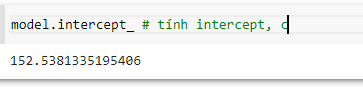 model.intercept_ # tính intercept, c
152.5381335195406